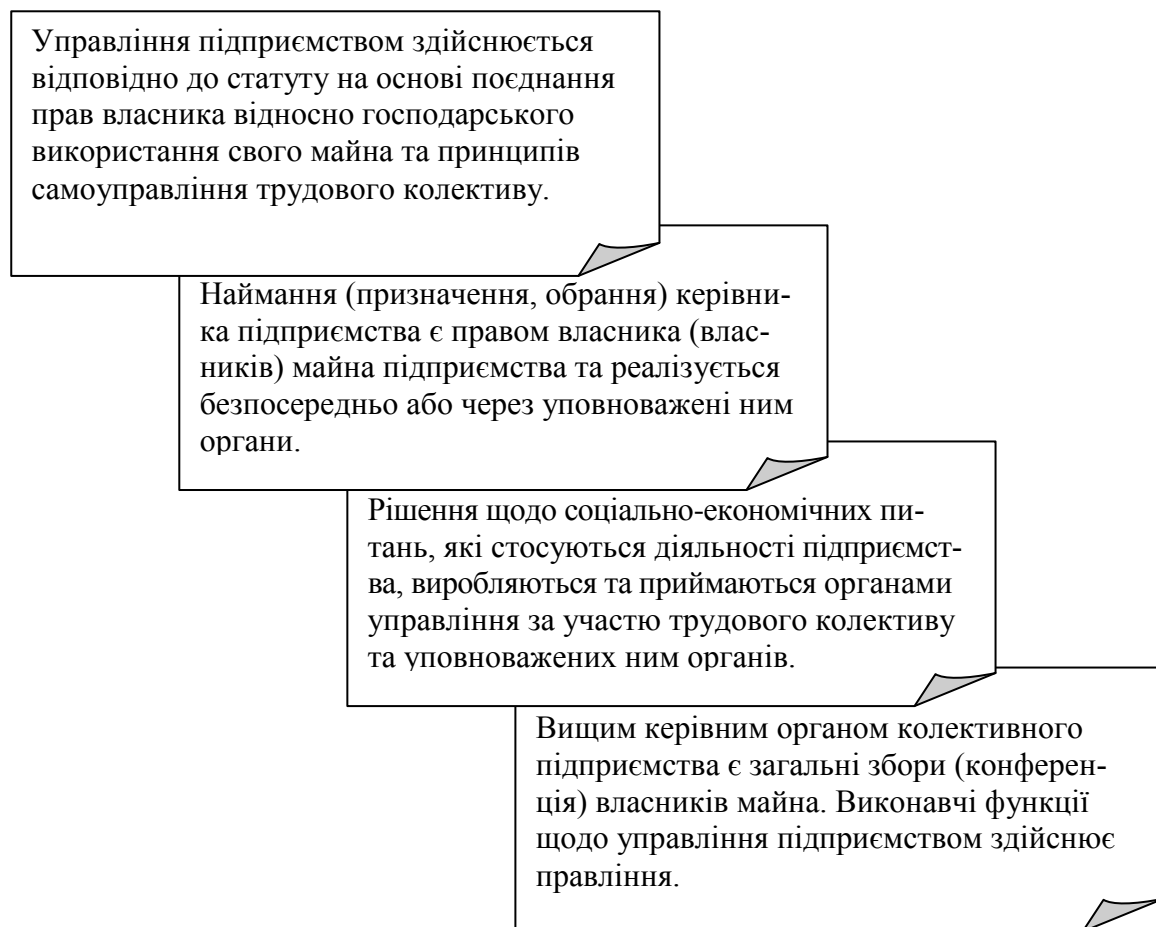 Управління підприємством здійснюється
відповідно до статуту на основі поєднання
прав власника відносно господарського
використання свого майна та принципів
самоуправління трудового колективу.
Наймання (призначення, обрання) керівни-
ка підприємства є правом власника (влас-
ників) майна підприємства та реалізується
безпосередньо або через уповноважені ним
органи.
Рішення щодо соціально-економічних пи-
тань, які стосуються діяльності підприємст-
ва, виробляються та приймаються органами
управління за участю трудового колективу
та уповноважених ним органів.
Вищим керівним органом колективного
підприємства є загальні збори (конферен-
ція) власників майна. Виконавчі функції
щодо управління підприємством здійснює
правління.